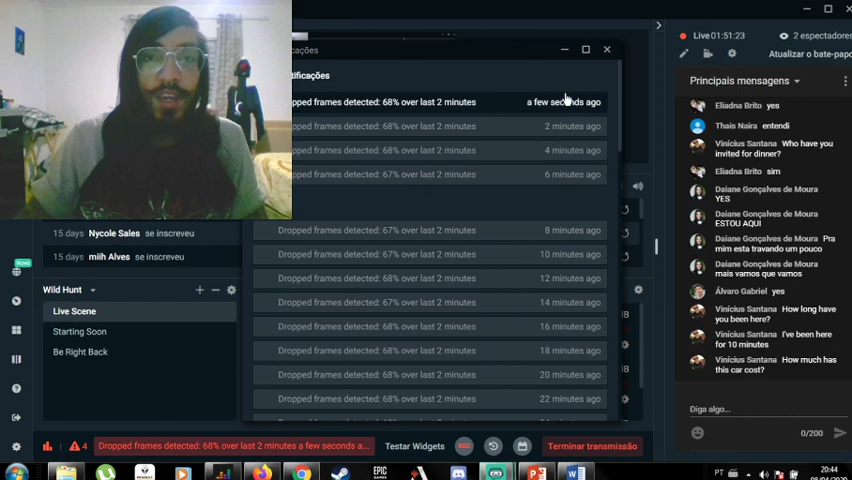 ficações
tificações
pped frames detected: 68% over last 2 minutes a few seconds ago
pped frames detected: 68% over last 2 minutes 2 minutes ago
pped frames detected: 68% over last 2 minutes 4 minutes ago
pped frames detected: 67% over last 2 minutes 6 minutes ago
Dropped frames detected: 67% over last 2 minutes 8 minutes ago
Dropped frames detected: 67% over last 2 minutes 10 minutes ago
Dropped frames detected: 68% over last 2 minutes 12 minutes ago
Dropped frames detected: 67% over last 2 minutes 14 minutes ago
Dropped frames detected: 68% over last 2 minutes 16 minutes ago
Dropped frames detected: 68% over last 2 minutes 18 minutes ago
Dropped frames detected: 68% over last 2 minutes 20 minutes ago
Dropped frames detected: 68% over last 2 minutes 22 minutes ago
15 days Nycole Sales se inscreveu
15 days miih Alves se inscreveu
Novo
Wild Hunt
Live Scene
Starting Soon
Be Right Back
4 Dropped frames detected: 68% over last 2 minutes a few seconds a...
Testar Widgets
REC
Terminar transmissão
Live 01:51:23
2 espectadores
Atualizar o bate-papo
Principais mensagens
Eliadna Brito yes
Thais Naira entendi
Vinícius Santana Who have you
invited for dinner?
Eliadna Brito sim
Daiane Gonçalves de Moura
YES
Daiane Gonçalves de Moura
ESTOU AQUI
Daiane Gonçalves de Moura Pra
mim esta travando um pouco
Daiane Gonçalves de Moura
mais vamos que vamos
Álvaro Gabriel yes
Vinícius Santana How long have
you been here?
Vinícius Santana I've been here
for 10 minutes
Vinícius Santana How much has
this car cost?
Diga algo...
0/200
EPIC
GAMES
PT
20:44